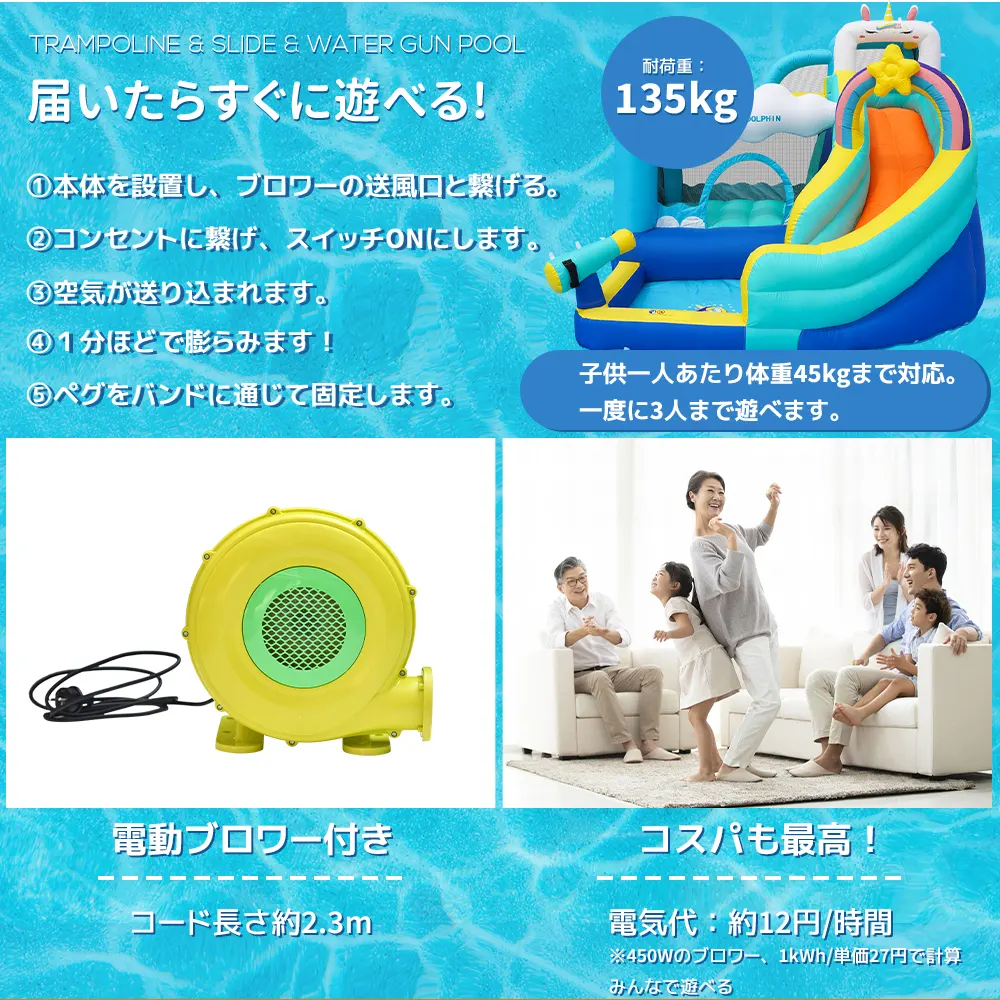 TRAMPOLINE & SLIDE & WATER GUN POOL
届いたらすぐに遊べる!
①本体を設置し、ブロワーの送風口と繋げる。
②コンセントに繋げ、スイッチONにします。
③空気が送り込まれます。
④１分ほどで膨らみます！
⑤ペグをバンドに通じて固定します。
耐荷重：
135kg
OLPHIN
子供一人あたり体重45kgまで対応。
一度に3人まで遊べます。
電動ブロワー付き
コード長さ約2.3m
コスパも最高！
電気代：約12円/時間
※450Wのブロワー、1kWh/単価27円で計算
みんなで遊べる